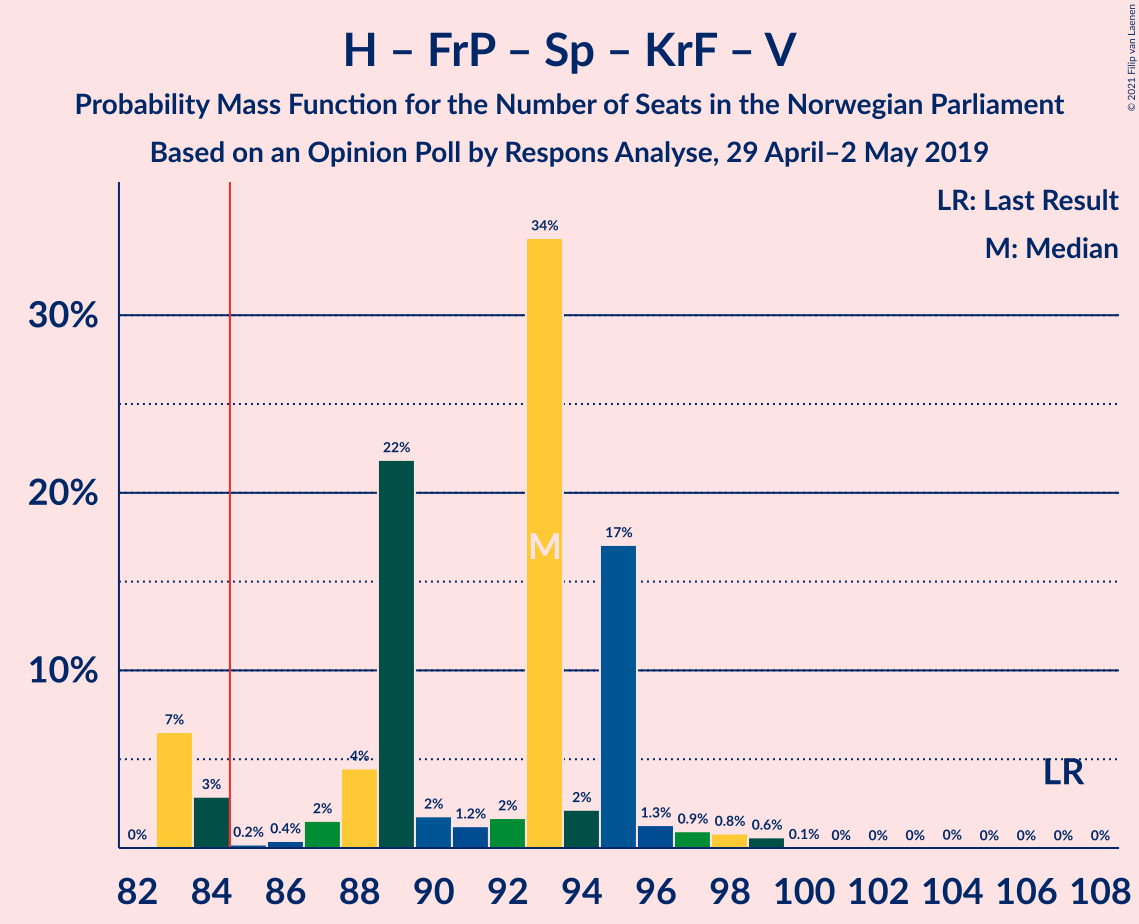 H – FrP – Sp – KrF – V
Probability Mass Function for the Number of Seats in the Norwegian Parliament
Based on an Opinion Poll by Respons Analyse, 29 April–2 May 2019
© 2021 Filip van Laenen
LR: Last Result
M: Median
30%
20%
10%
0% 7% 3% 0.2% 0.4% 2% 4% 22% 2% 1.2% 2% 34% 2% 17% 1.3% 0.9% 0.8% 0.6% 0.1% 0% 0% 0% 0% 0% 0% 0% 0%
M
LR
82 84 86 88 90 92 94 96 98 100 102 104 106 108